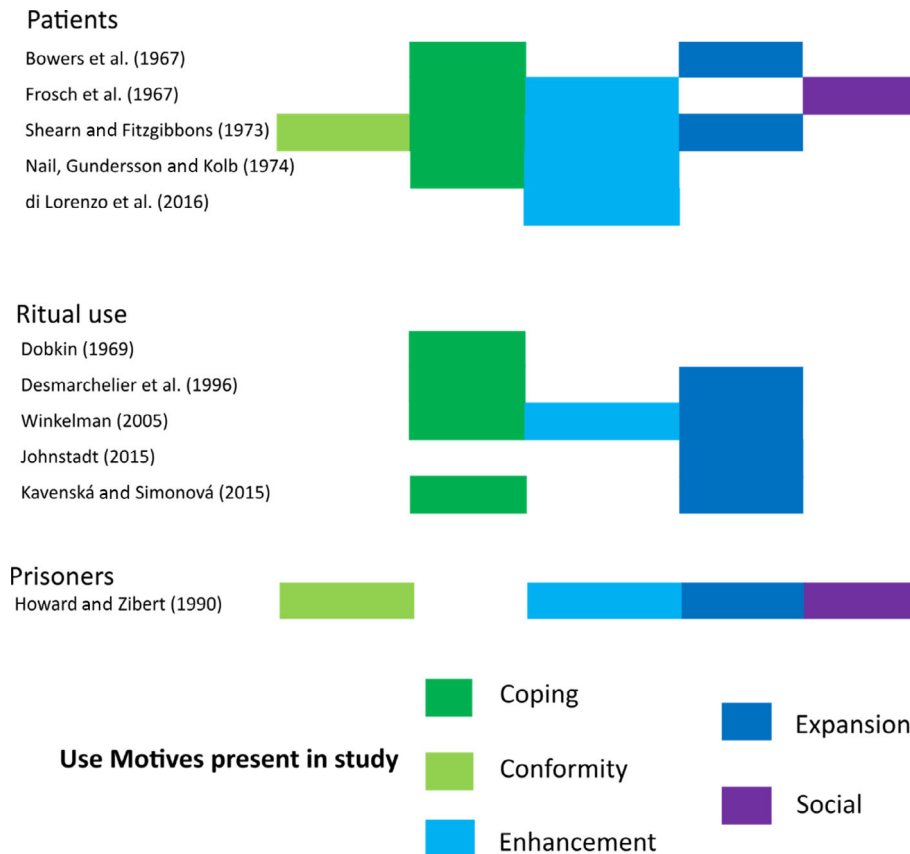 Patients
Bowers et al. (1967)
Frosch et al. (1967)
Shearn and Fitzgibbons (1973)
Nail, Gundersson and Kolb (1974)
di Lorenzo et al. (2016)
Ritual use
Dobkin (1969)
Desmarchelier et al. (1996)
Winkelman (2005)
Johnstadt (2015)
Kavenská and Simonová (2015)
Prisoners
Howard and Zibert (1990)
Use Motives present in study
Coping
Conformity
Enhancement
Expansion
Social